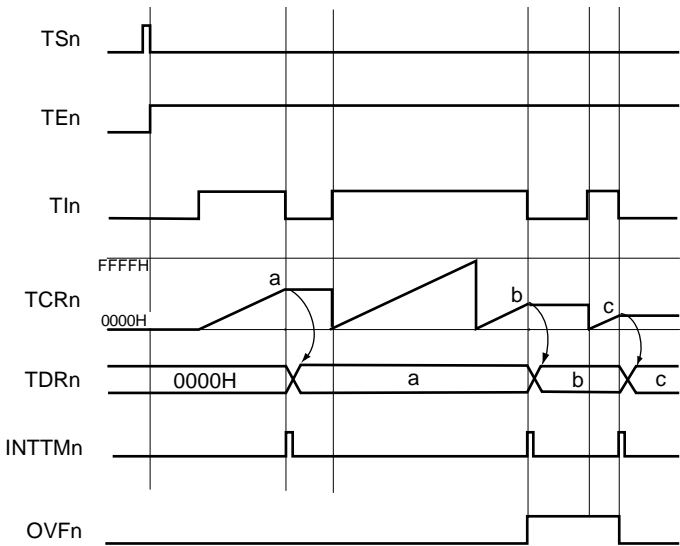 TSn
TEn
TIn
FFFFH
a
b
c
TCRn
0000H
TDRn
0000H
a
b
c
INTTMn
OVFn